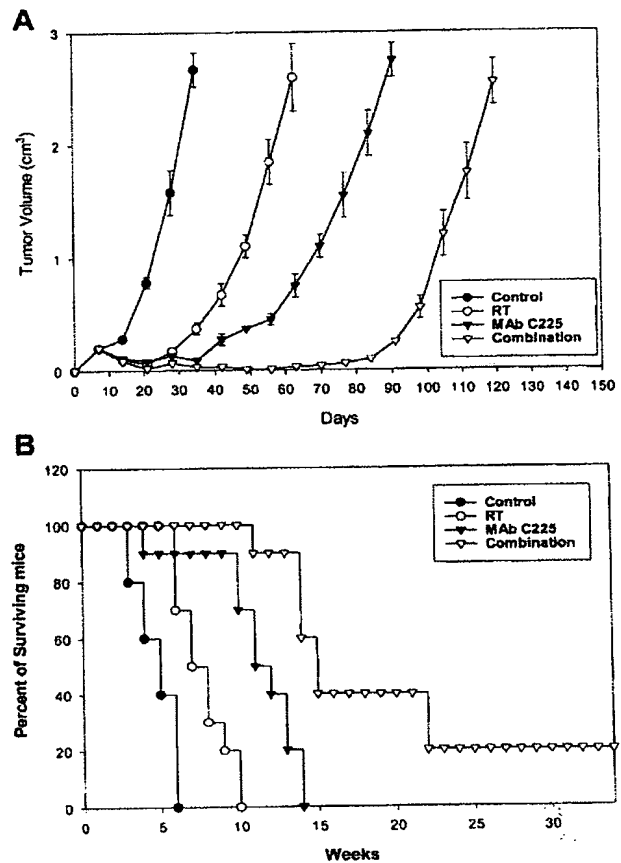 A
3
2
1
0
Tumor Volume (cm³)
Control
RT
MAb C225
Combination
0 10 20 30 40 50 60 70 80 90 100 110 120 130 140 150
Days
B
120
100
80
60
40
20
0
Percent of Surviving mice
Control
RT
MAb C225
Combination
0 5 10 15 20 25 30
Weeks